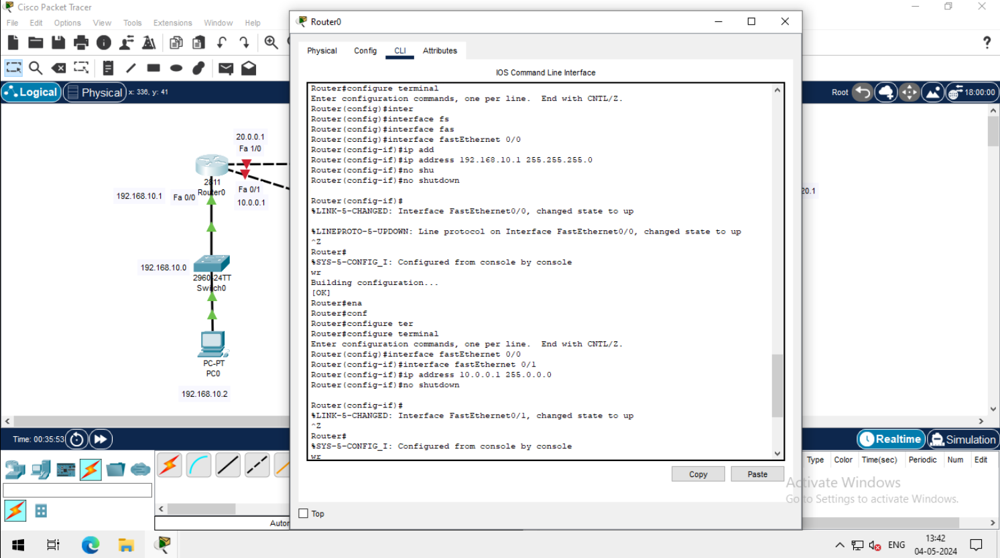 Cisco Packet Tracer
File Edit Options View Tools Extensions Window Help
Logical
Physical
x: 336, y: 41
Root
18:00:00
20.0.0.1
Fa 1/0
2811
Router0
192.168.10.1
Fa 0/0
Fa 0/1
10.0.0.1
192.168.10.0
2960-24TT
Switch0
PC-PT
PC0
192.168.10.2
20.1
Router0
Physical Config CLI Attributes
IOS Command Line Interface
Router#configure terminal
Enter configuration commands, one per line. End with CNTL/Z.
Router(config)#inter
Router(config)#interface fs
Router(config)#interface fas
Router(config)#interface fastEthernet 0/0
Router(config-if)#ip add
Router(config-if)#ip address 192.168.10.1 255.255.255.0
Router(config-if)#no shu
Router(config-if)#no shutdown
Router(config-if)#
%LINK-5-CHANGED: Interface FastEthernet0/0, changed state to up
%LINEPROTO-5-UPDOWN: Line protocol on Interface FastEthernet0/0, changed state to up
^Z
Router#
%SYS-5-CONFIG_I: Configured from console by console
wr
Building configuration...
[OK]
Router#ena
Router#conf
Router#configure ter
Router#configure terminal
Enter configuration commands, one per line. End with CNTL/Z.
Router(config)#interface fastEthernet 0/0
Router(config-if)#interface fastEthernet 0/1
Router(config-if)#ip address 10.0.0.1 255.0.0.0
Router(config-if)#no shutdown
Router(config-if)#
%LINK-5-CHANGED: Interface FastEthernet0/1, changed state to up
^Z
Router#
%SYS-5-CONFIG_I: Configured from console by console
wr
Copy
Paste
Top
Time: 00:35:53
Realtime
Simulation
Type Color Time(sec) Periodic Num Edit
Activate Windows
Go to Settings to activate Windows.
Autor
ENG
13:42
04-05-2024